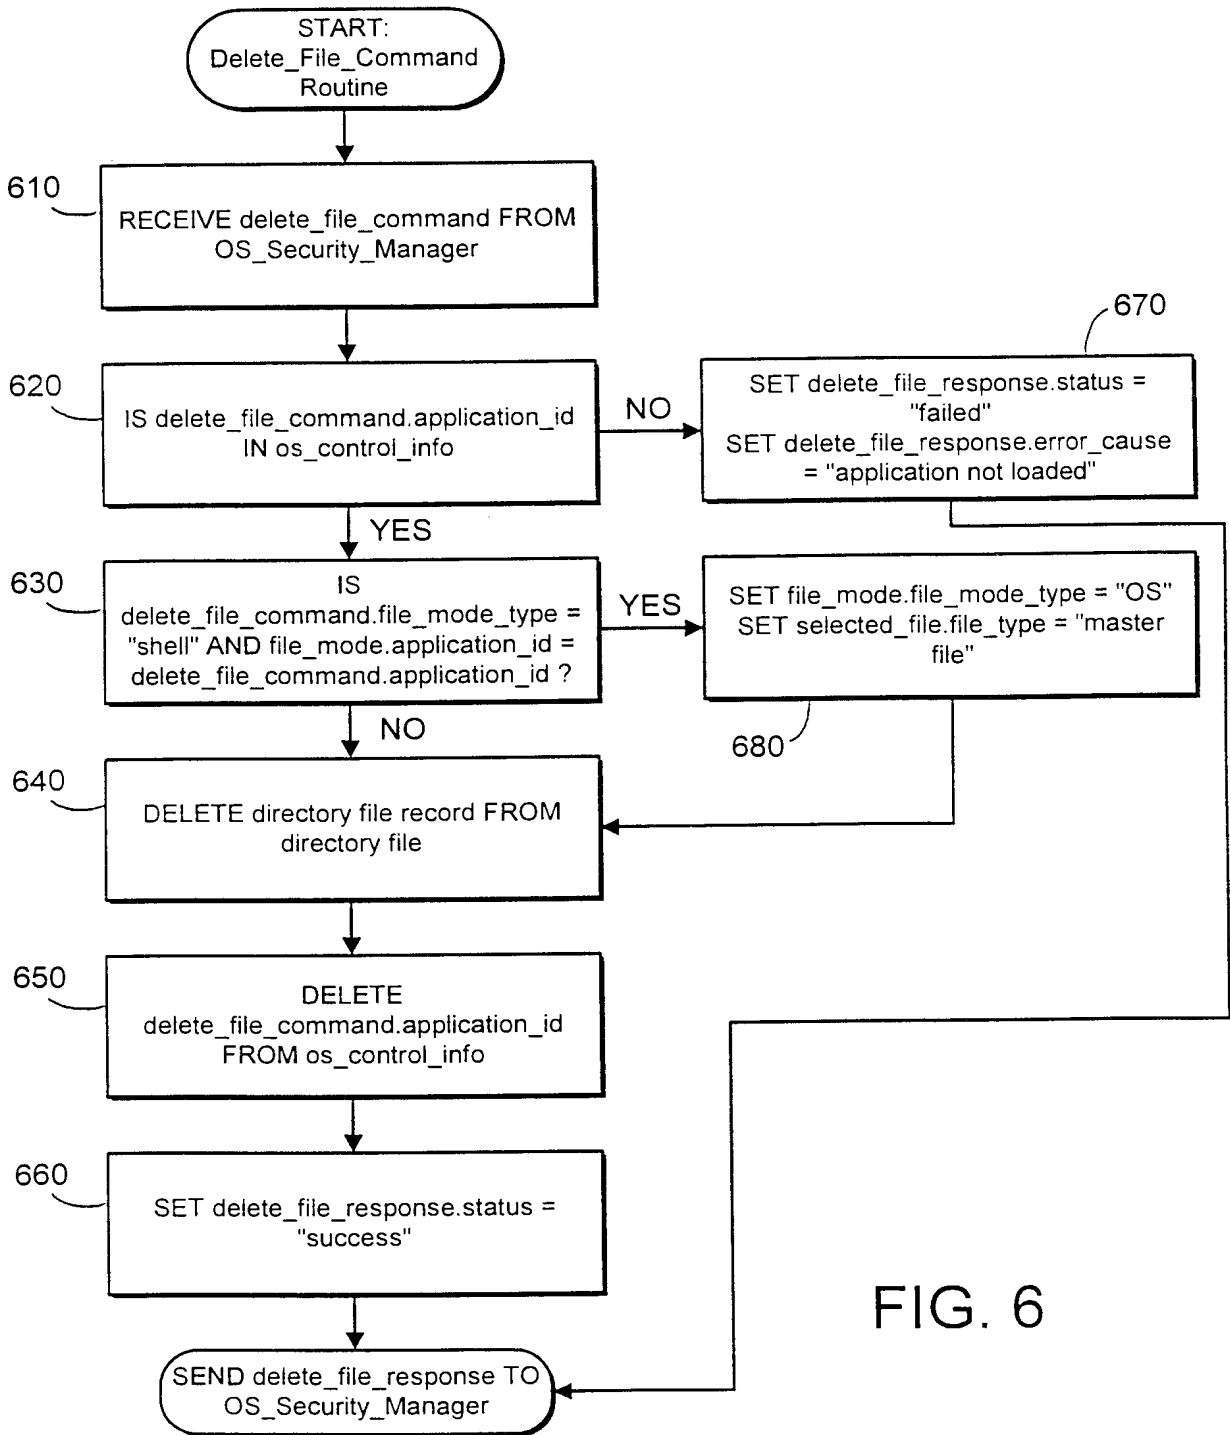 START:
Delete_File_Command
Routine
610
RECEIVE delete_file_command FROM
OS_Security_Manager
620
IS delete_file_command.application_id
IN os_control_info
NO
670
SET delete_file_response.status =
"failed"
SET delete_file_response.error_cause
= "application not loaded"
YES
630
IS
delete_file_command.file_mode_type =
"shell" AND file_mode.application_id =
delete_file_command.application_id ?
YES
SET file_mode.file_mode_type = "OS"
SET selected_file.file_type = "master
file"
680
NO
640
DELETE directory file record FROM
directory file
650
DELETE
delete_file_command.application_id
FROM os_control_info
660
SET delete_file_response.status =
"success"
SEND delete_file_response TO
OS_Security_Manager
FIG. 6